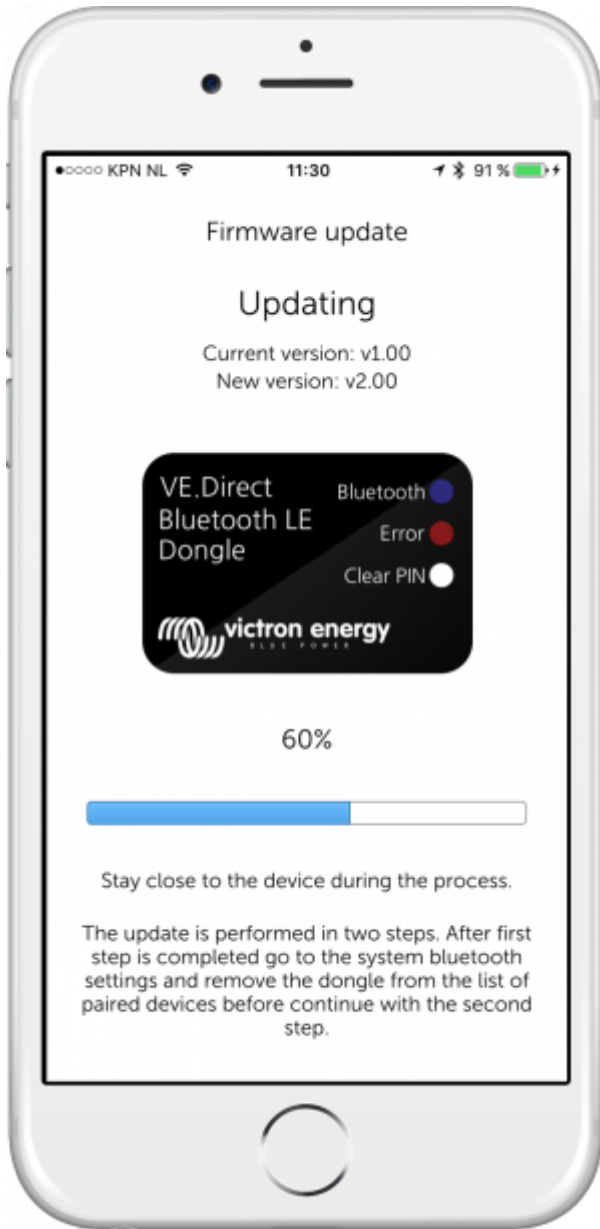 ●○○○○ KPN NL 11:30 91 %
Firmware update
Updating
Current version: v1.00
New version: v2.00
VE.Direct
Bluetooth LE
Dongle
Bluetooth
Error
Clear PIN
victron energy
BLUE POWER
60%
Stay close to the device during the process.
The update is performed in two steps. After first
step is completed go to the system bluetooth
settings and remove the dongle from the list of
paired devices before continue with the second
step.